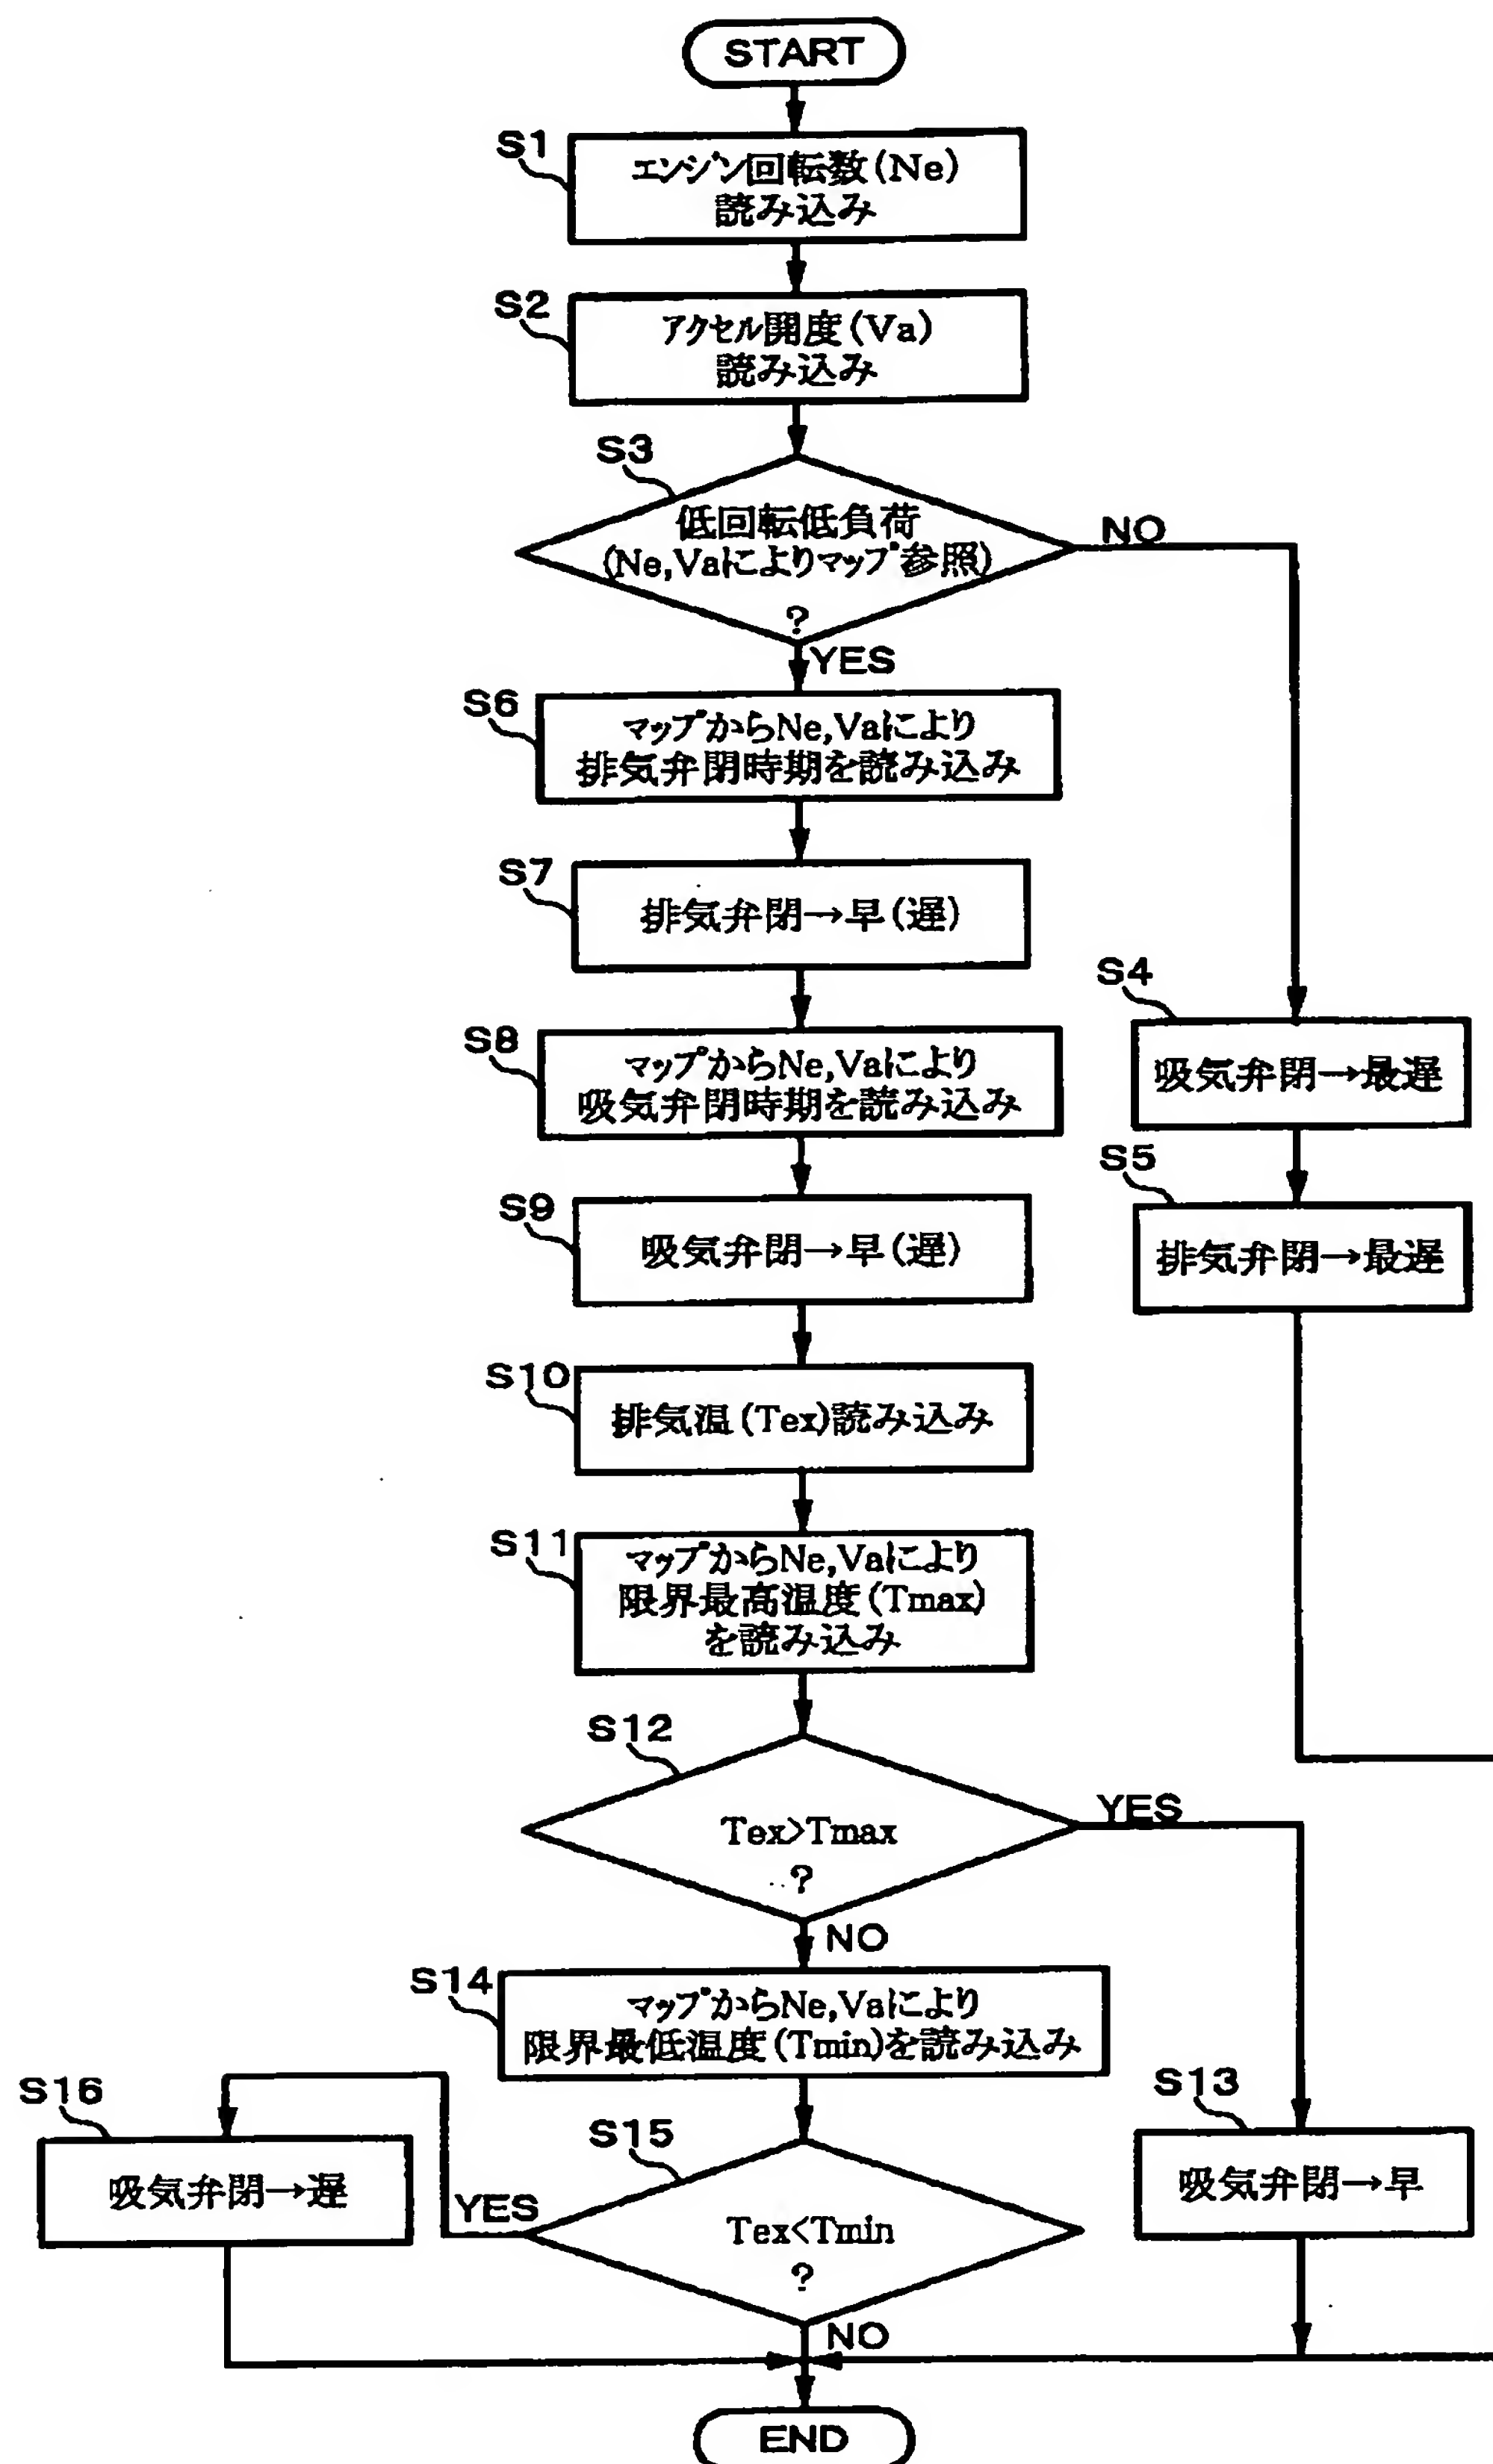 START
S1
エンジン回転数(Ne)
読み込み
S2
アクセル開度(Va)
読み込み
S3
低回転低負荷
(Ne,Vaによりマップ参照)
?
NO
YES
S6
マップからNe,Vaにより
排気弁閉時期を読み込み
S7
排気弁閉→早(遅)
S8
マップからNe,Vaにより
吸気弁閉時期を読み込み
S9
吸気弁閉→早(遅)
S4
吸気弁閉→最遅
S5
排気弁閉→最遅
S10
排気温(Tex)読み込み
S11
マップからNe,Vaにより
限界最高温度(Tmax)
を読み込み
S12
Tex>Tmax
?
YES
NO
S14
マップからNe,Vaにより
限界最低温度(Tmin)を読み込み
S13
吸気弁閉→早
S15
Tex<Tmin
?
YES
NO
S16
吸気弁閉→遅
END